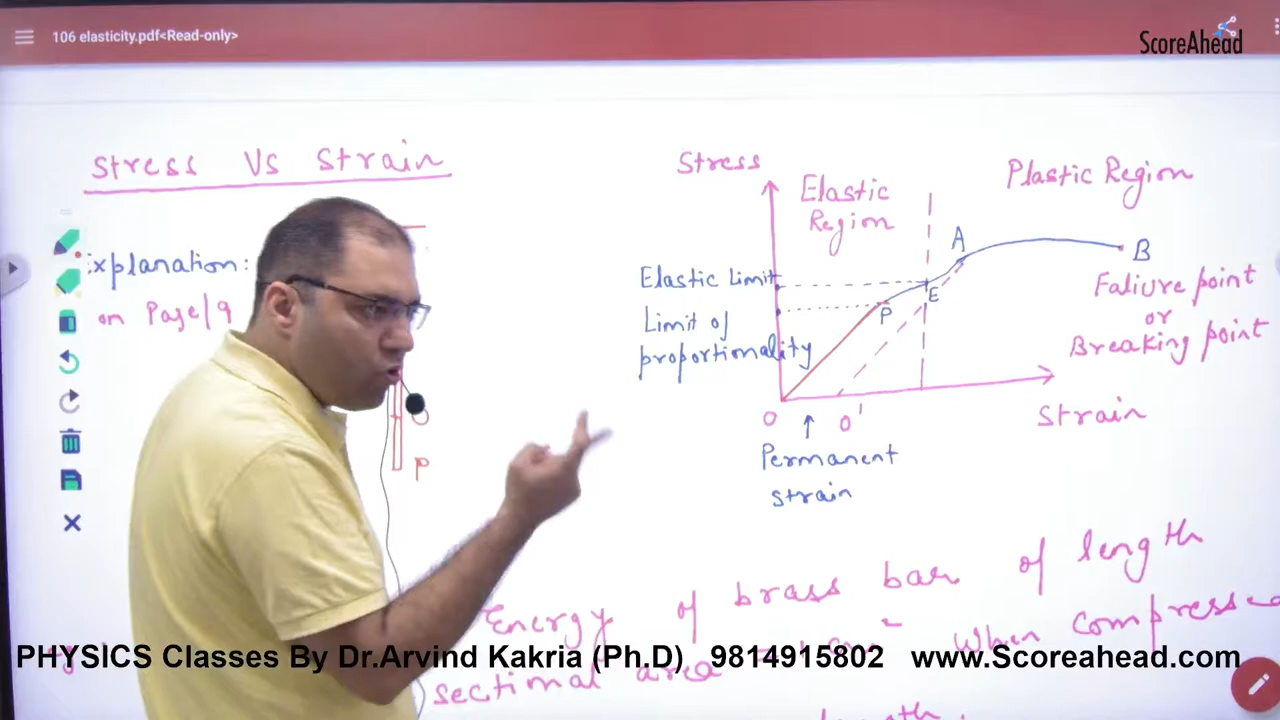 106 elasticity.pdf<Read-only>
ScoreAhead
Stress Vs Strain
xplanation:
on Page/9
O
P
Stress
Elastic
Region
Plastic Region
A
B
Elastic Limit
E
P
Limit of
proportionality
Faliure point
or
Breaking point
O
O'
Strain
Permanent
strain
Energy of brass bar of length
sectional area when compressed
length.
PHYSICS Classes By Dr.Arvind Kakria (Ph.D) 9814915802 www.Scoreahead.com